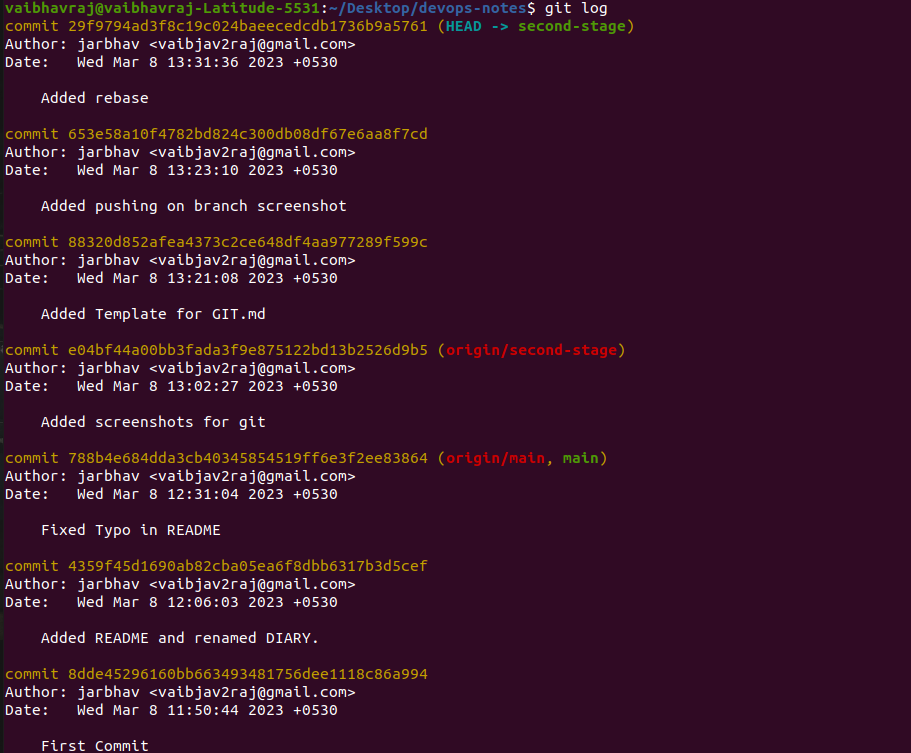 vaibhavraj@vaibhavraj-Latitude-5531:~/Desktop/devops-notes$ git log
commit 29f9794ad3f8c19c024baeecedcdb1736b9a5761 (HEAD -> second-stage)
Author: jarbhav <vaibjav2raj@gmail.com>
Date:   Wed Mar 8 13:31:36 2023 +0530
    Added rebase
commit 653e58a10f4782bd824c300db08df67e6aa8f7cd
Author: jarbhav <vaibjav2raj@gmail.com>
Date:   Wed Mar 8 13:23:10 2023 +0530
    Added pushing on branch screenshot
commit 88320d852afea4373c2ce648df4aa977289f599c
Author: jarbhav <vaibjav2raj@gmail.com>
Date:   Wed Mar 8 13:21:08 2023 +0530
    Added Template for GIT.md
commit e04bf44a00bb3fada3f9e875122bd13b2526d9b5 (origin/second-stage)
Author: jarbhav <vaibjav2raj@gmail.com>
Date:   Wed Mar 8 13:02:27 2023 +0530
    Added screenshots for git
commit 788b4e684dda3cb40345854519ff6e3f2ee83864 (origin/main, main)
Author: jarbhav <vaibjav2raj@gmail.com>
Date:   Wed Mar 8 12:31:04 2023 +0530
    Fixed Typo in README
commit 4359f45d1690ab82cba05ea6f8dbb6317b3d5cef
Author: jarbhav <vaibjav2raj@gmail.com>
Date:   Wed Mar 8 12:06:03 2023 +0530
    Added README and renamed DIARY.
commit 8dde45296160bb663493481756dee1118c86a994
Author: jarbhav <vaibjav2raj@gmail.com>
Date:   Wed Mar 8 11:50:44 2023 +0530
    First Commit